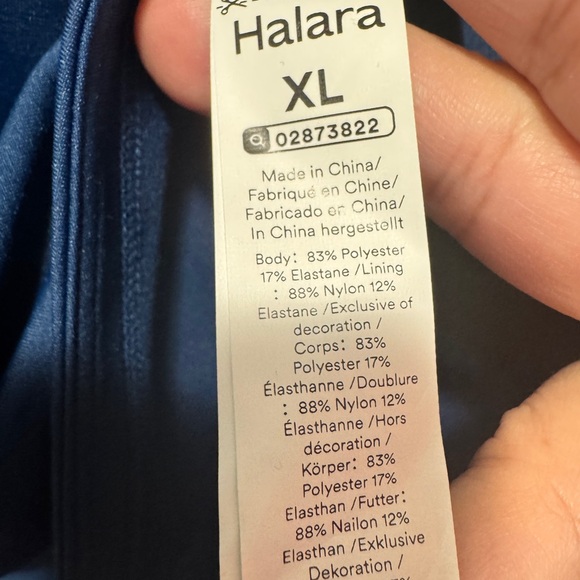 Halara
XL
02873822
Made in China/
Fabriqué en Chine/
Fabricado en China/
In China hergestellt
Body: 83% Polyester
17% Elastane /Lining
: 88% Nylon 12%
Elastane /Exclusive of
decoration /
Corps: 83%
Polyester 17%
Élasthanne /Doublure
: 88% Nylon 12%
Élasthanne /Hors
décoration /
Körper: 83%
Polyester 17%
Elasthan /Futter:
88% Nailon 12%
Elasthan /Exklusive
Dekoration /